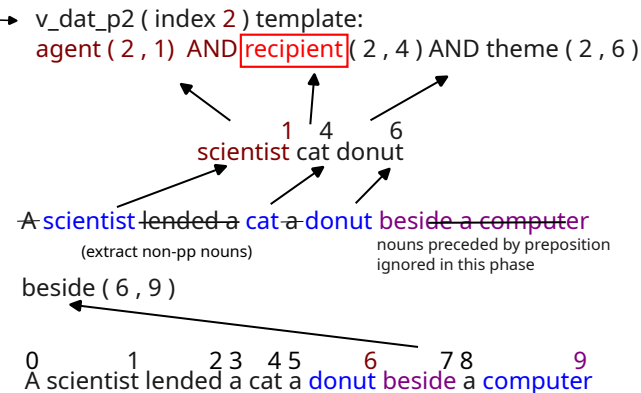 v_dat_p2 ( index 2 ) template:
agent ( 2 , 1) AND recipient ( 2 , 4 ) AND theme ( 2 , 6 )
1 4 6
scientist cat donut
A scientist lended a cat a donut beside a computer
(extract non-pp nouns)
nouns preceded by preposition
ignored in this phase
beside ( 6 , 9 )
0 1 2 3 4 5 6 7 8 9
A scientist lended a cat a donut beside a computer